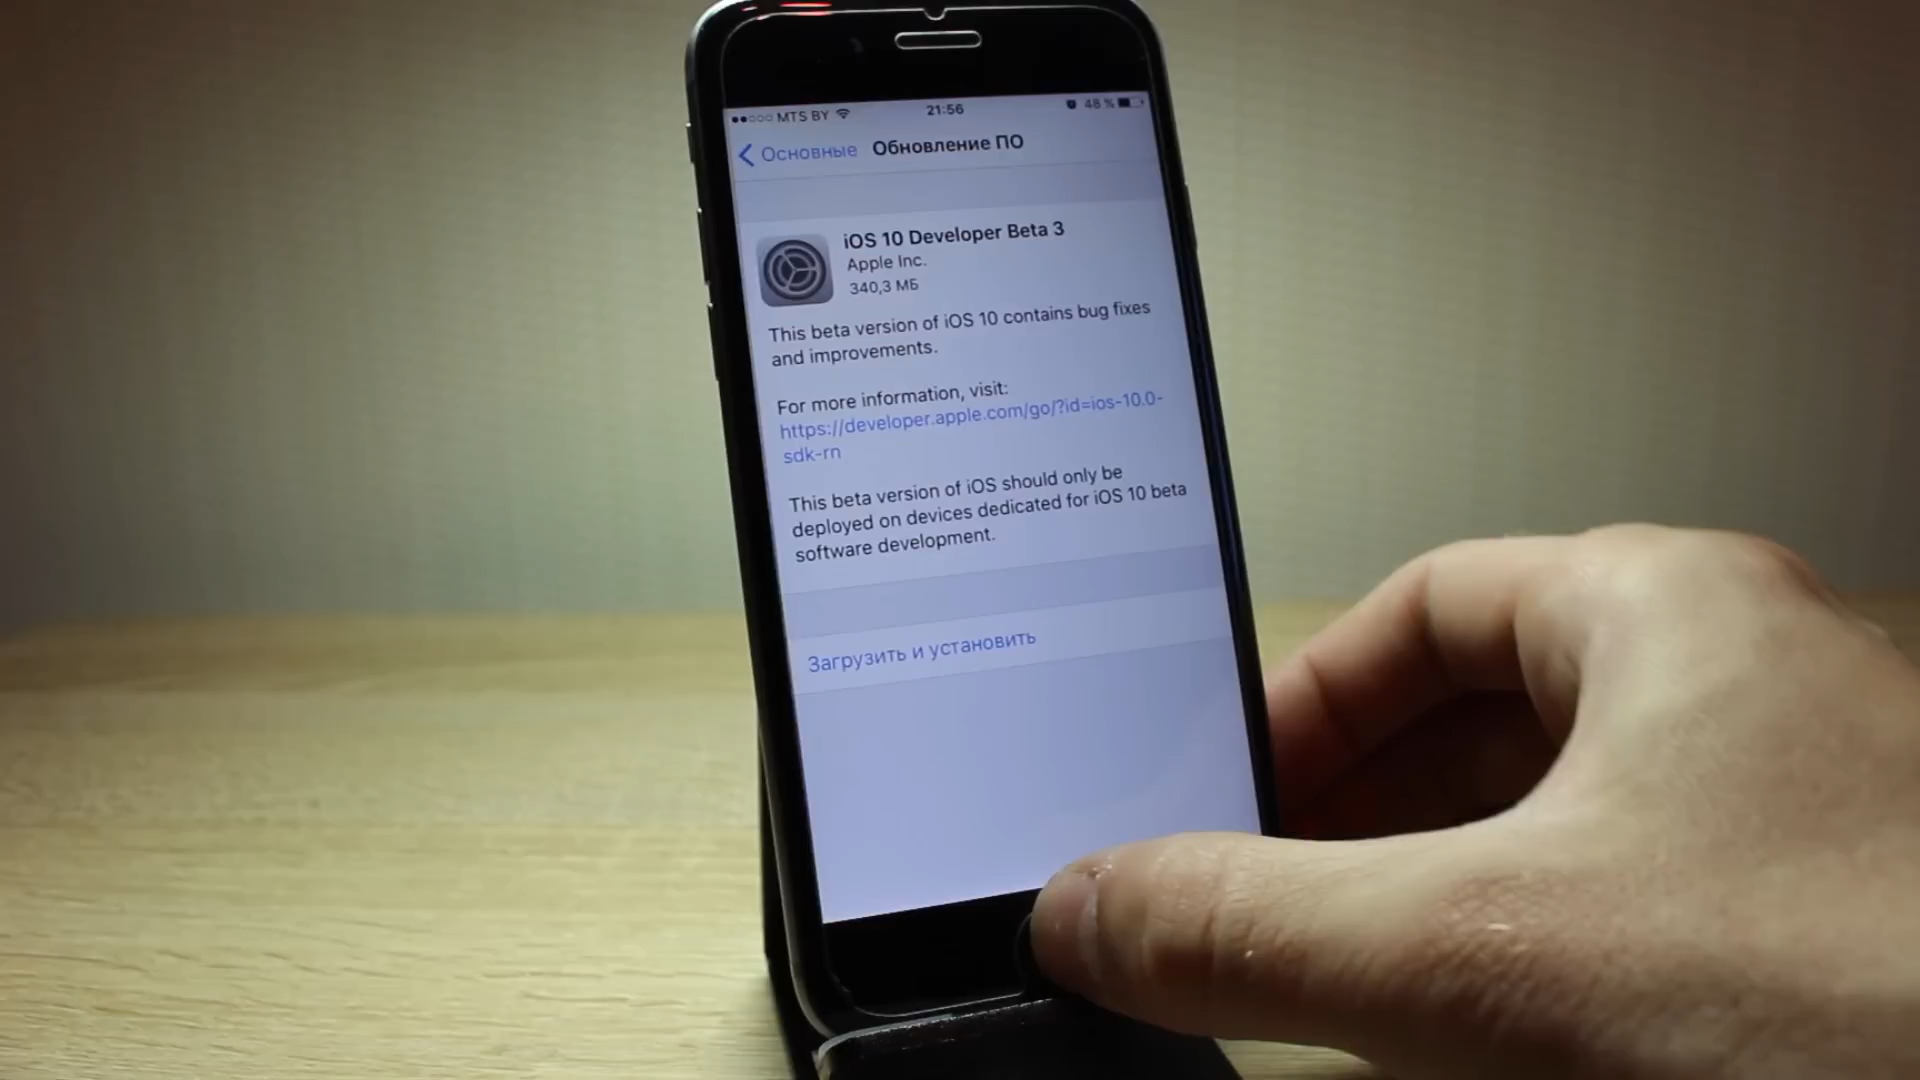 MTS BY 21:56 48 %
Основные Обновление ПО
iOS 10 Developer Beta 3
Apple Inc.
340,3 МБ
This beta version of iOS 10 contains bug fixes
and improvements.
For more information, visit:
https://developer.apple.com/go/?id=ios-10.0-
sdk-rn
This beta version of iOS should only be
deployed on devices dedicated for iOS 10 beta
software development.
Загрузить и установить